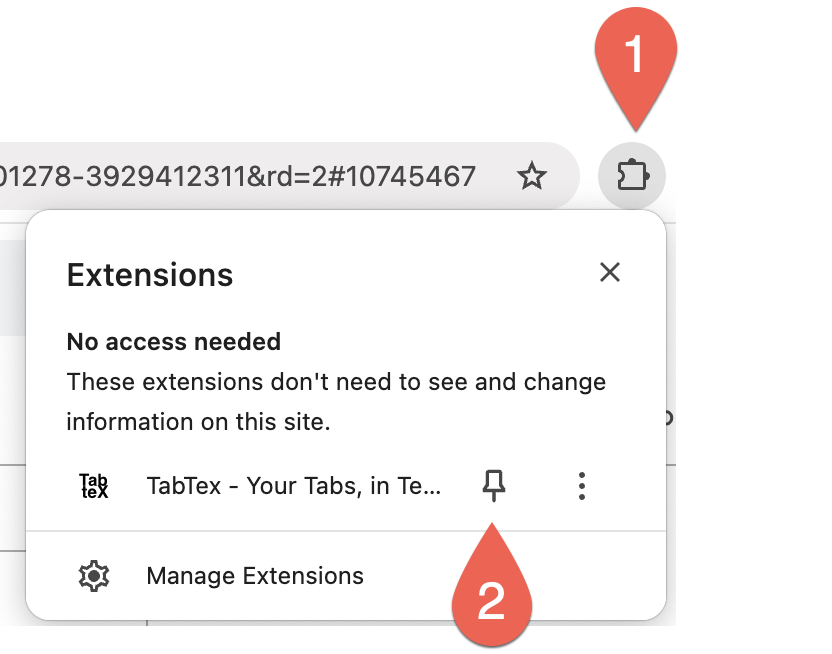 1
01278-3929412311&rd=2#10745467
Extensions
No access needed
These extensions don't need to see and change
information on this site.
Tab
teX
TabTex - Your Tabs, in Te...
Manage Extensions
2